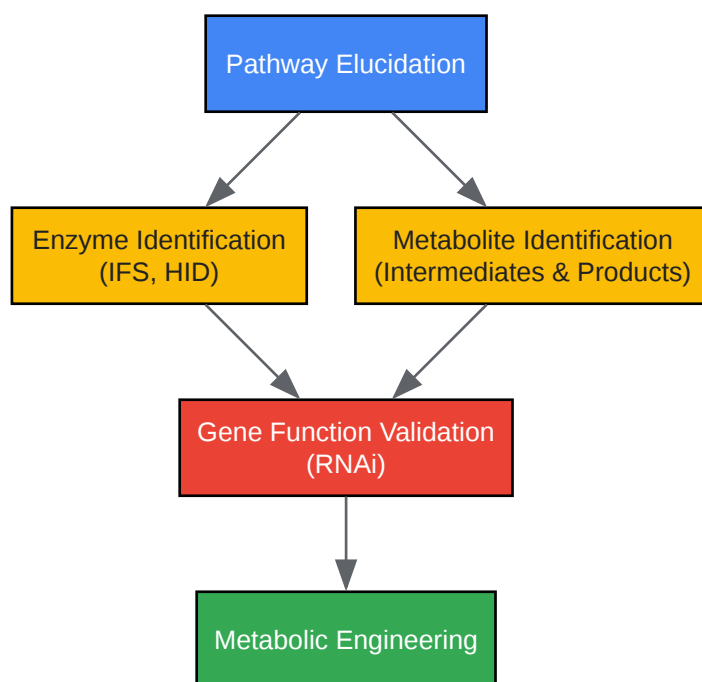 Pathway Elucidation
Enzyme Identification
(IFS, HID)
Metabolite Identification
(Intermediates & Products)
Gene Function Validation
(RNAi)
Metabolic Engineering